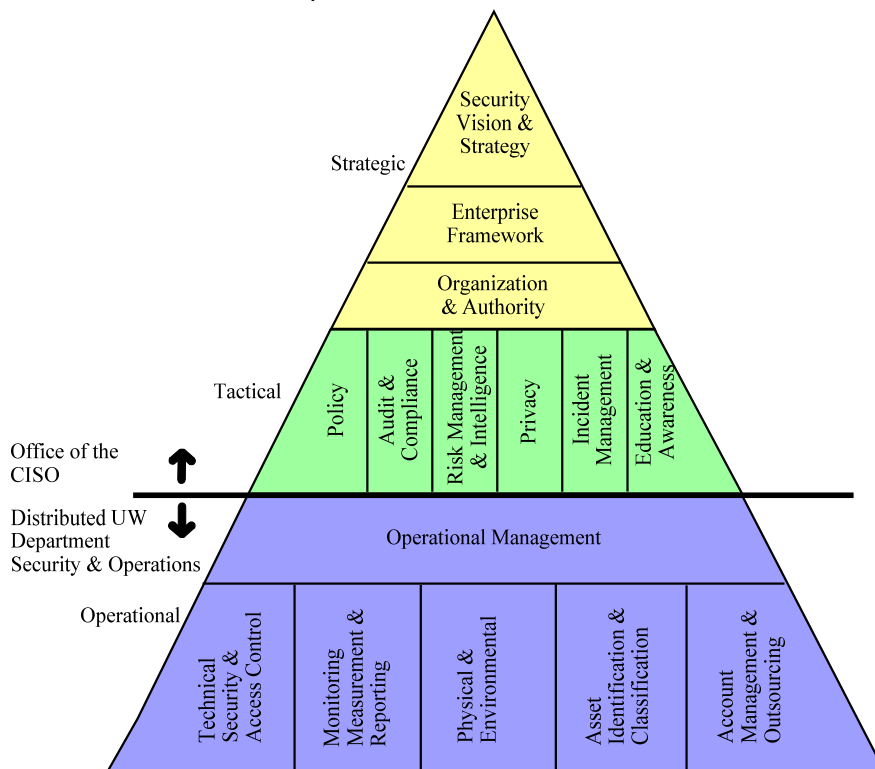 Security
Vision &
Strategy
Strategic
Enterprise
Framework
Organization
& Authority
Tactical
Policy
Audit &
Compliance
Risk Management
& Intelligence
Privacy
Incident
Management
Education &
Awareness
Office of the
CISO
Distributed UW
Department
Security & Operations
Operational Management
Operational
Technical
Security &
Access Control
Monitoring
Measurement &
Reporting
Physical &
Environmental
Asset
Identification &
Classification
Account
Management &
Outsourcing